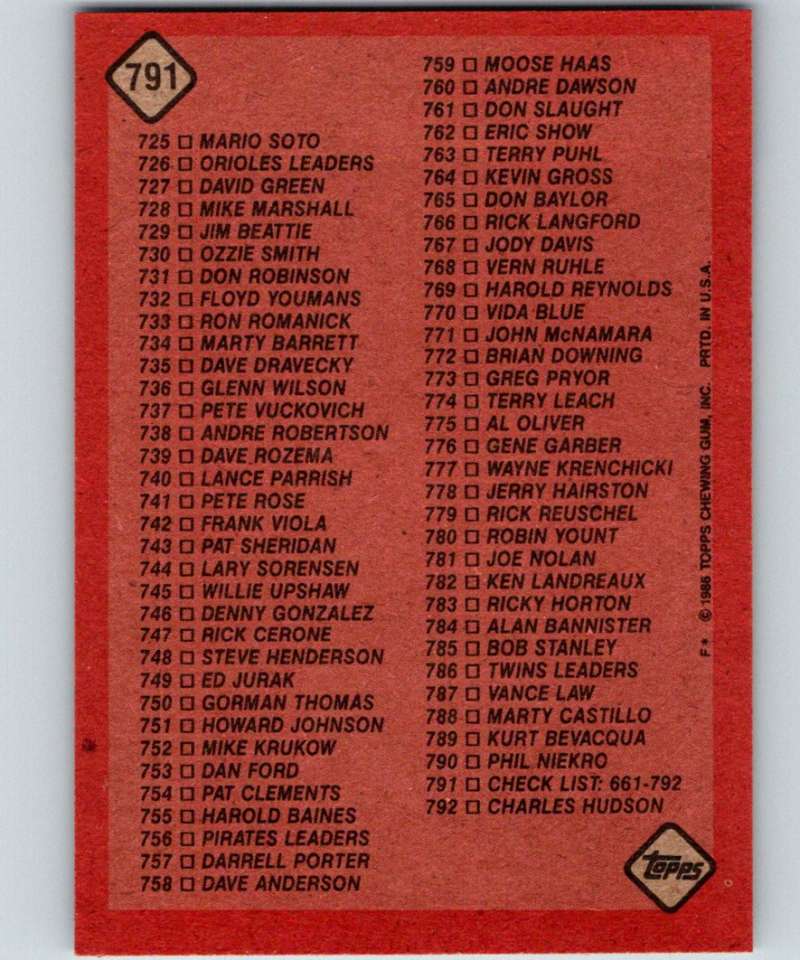 791
725 □ MARIO SOTO
726 □ ORIOLES LEADERS
727 □ DAVID GREEN
728 □ MIKE MARSHALL
729 □ JIM BEATTIE
730 □ OZZIE SMITH
731 □ DON ROBINSON
732 □ FLOYD YOUMANS
733 □ RON ROMANICK
734 □ MARTY BARRETT
735 □ DAVE DRAVECKY
736 □ GLENN WILSON
737 □ PETE VUCKOVICH
738 □ ANDRE ROBERTSON
739 □ DAVE ROZEMA
740 □ LANCE PARRISH
741 □ PETE ROSE
742 □ FRANK VIOLA
743 □ PAT SHERIDAN
744 □ LARY SORENSEN
745 □ WILLIE UPSHAW
746 □ DENNY GONZALEZ
747 □ RICK CERONE
748 □ STEVE HENDERSON
749 □ ED JURAK
750 □ GORMAN THOMAS
751 □ HOWARD JOHNSON
752 □ MIKE KRUKOW
753 □ DAN FORD
754 □ PAT CLEMENTS
755 □ HAROLD BAINES
756 □ PIRATES LEADERS
757 □ DARRELL PORTER
758 □ DAVE ANDERSON
759 □ MOOSE HAAS
760 □ ANDRE DAWSON
761 □ DON SLAUGHT
762 □ ERIC SHOW
763 □ TERRY PUHL
764 □ KEVIN GROSS
765 □ DON BAYLOR
766 □ RICK LANGFORD
767 □ JODY DAVIS
768 □ VERN RUHLE
769 □ HAROLD REYNOLDS
770 □ VIDA BLUE
771 □ JOHN McNAMARA
772 □ BRIAN DOWNING
773 □ GREG PRYOR
774 □ TERRY LEACH
775 □ AL OLIVER
776 □ GENE GARBER
777 □ WAYNE KRENCHICKI
778 □ JERRY HAIRSTON
779 □ RICK REUSCHEL
780 □ ROBIN YOUNT
781 □ JOE NOLAN
782 □ KEN LANDREAUX
783 □ RICKY HORTON
784 □ ALAN BANNISTER
785 □ BOB STANLEY
786 □ TWINS LEADERS
787 □ VANCE LAW
788 □ MARTY CASTILLO
789 □ KURT BEVACQUA
790 □ PHIL NIEKRO
791 □ CHECK LIST: 661-792
792 □ CHARLES HUDSON
F* © 1986 TOPPS CHEWING GUM, INC. PRTD. IN U.S.A.
topps